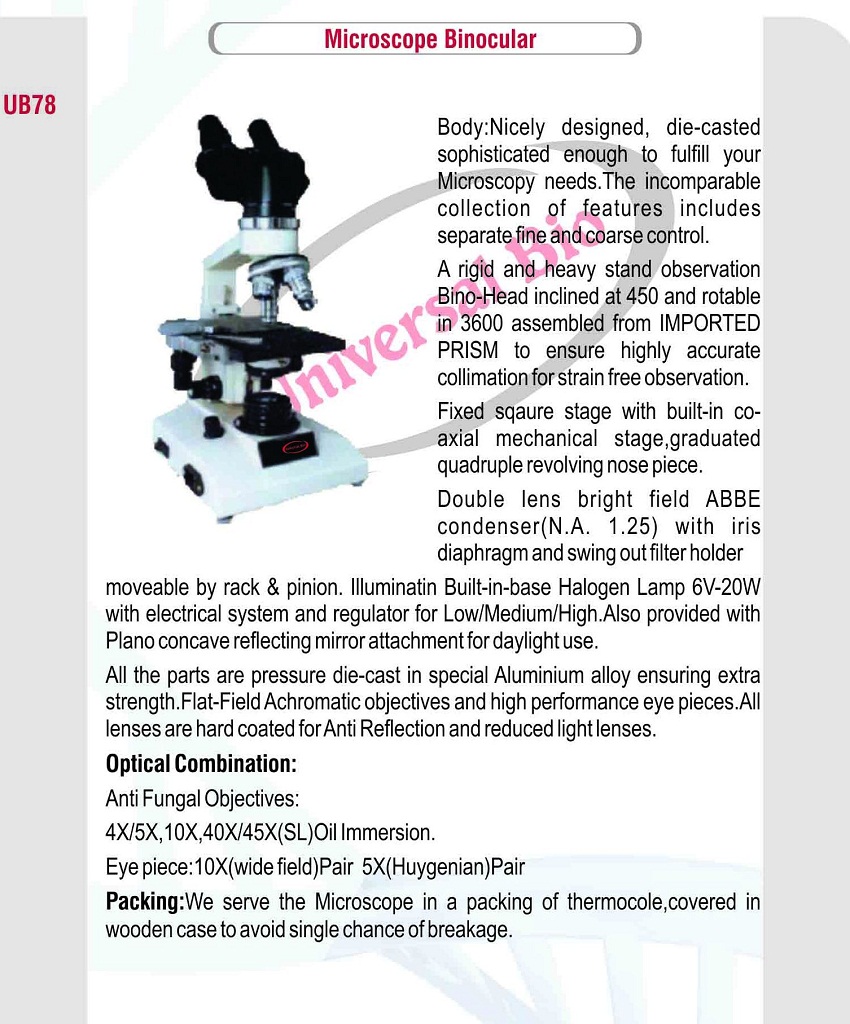 Microscope Binocular
UB78
Body:Nicely designed, die-casted
sophisticated enough to fulfill your
Microscopy needs.The incomparable
collection of features includes
separate fine and coarse control.
A rigid and heavy stand observation
Bino-Head inclined at 450 and rotable
in 3600 assembled from IMPORTED
PRISM to ensure highly accurate
collimation for strain free observation.
Fixed sqaure stage with built-in co-
axial mechanical stage,graduated
quadruple revolving nose piece.
Double lens bright field ABBE
condenser(N.A. 1.25) with iris
diaphragm and swing out filter holder
moveable by rack & pinion. Illuminatin Built-in-base Halogen Lamp 6V-20W
with electrical system and regulator for Low/Medium/High.Also provided with
Plano concave reflecting mirror attachment for daylight use.
All the parts are pressure die-cast in special Aluminium alloy ensuring extra
strength.Flat-Field Achromatic objectives and high performance eye pieces.All
lenses are hard coated for Anti Reflection and reduced light lenses.
Optical Combination:
Anti Fungal Objectives:
4X/5X,10X,40X/45X(SL)Oil Immersion.
Eye piece:10X(wide field)Pair 5X(Huygenian)Pair
Packing:We serve the Microscope in a packing of thermocole,covered in
wooden case to avoid single chance of breakage.
Universal Bio